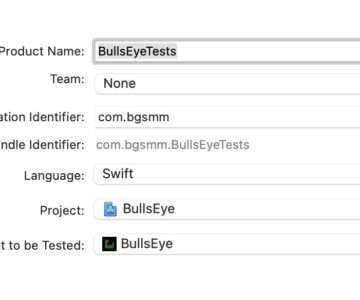 Product Name: BullsEyeTests
Team: None
ation Identifier: com.bgsmm
ndle Identifier: com.bgsmm.BullsEyeTests
Language: Swift
Project: BullsEye
t to be Tested: BullsEye